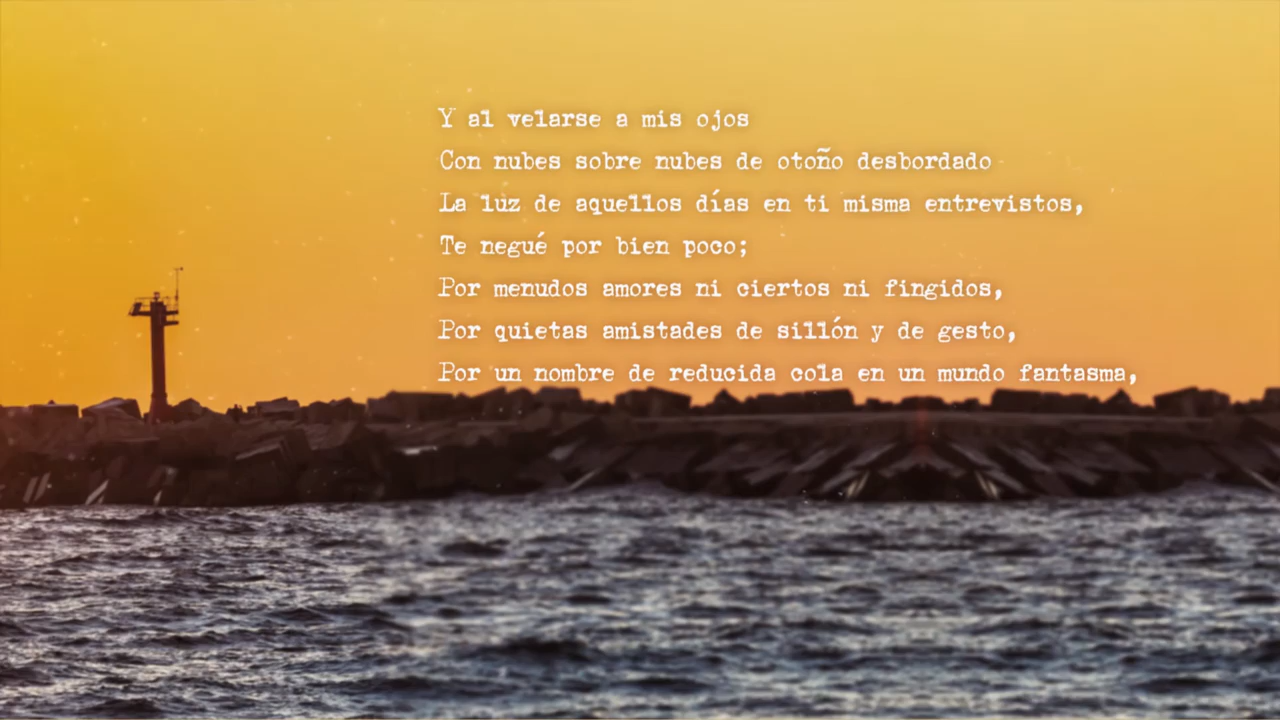 Y al velarse a mis ojos
Con nubes sobre nubes de otoño desbordado
La luz de aquellos días en ti misma entrevistos,
Te negué por bien poco;
Por menudos amores ni ciertos ni fingidos,
Por quietas amistades de sillón y de gesto,
Por un nombre de reducida cola en un mundo fantasma,